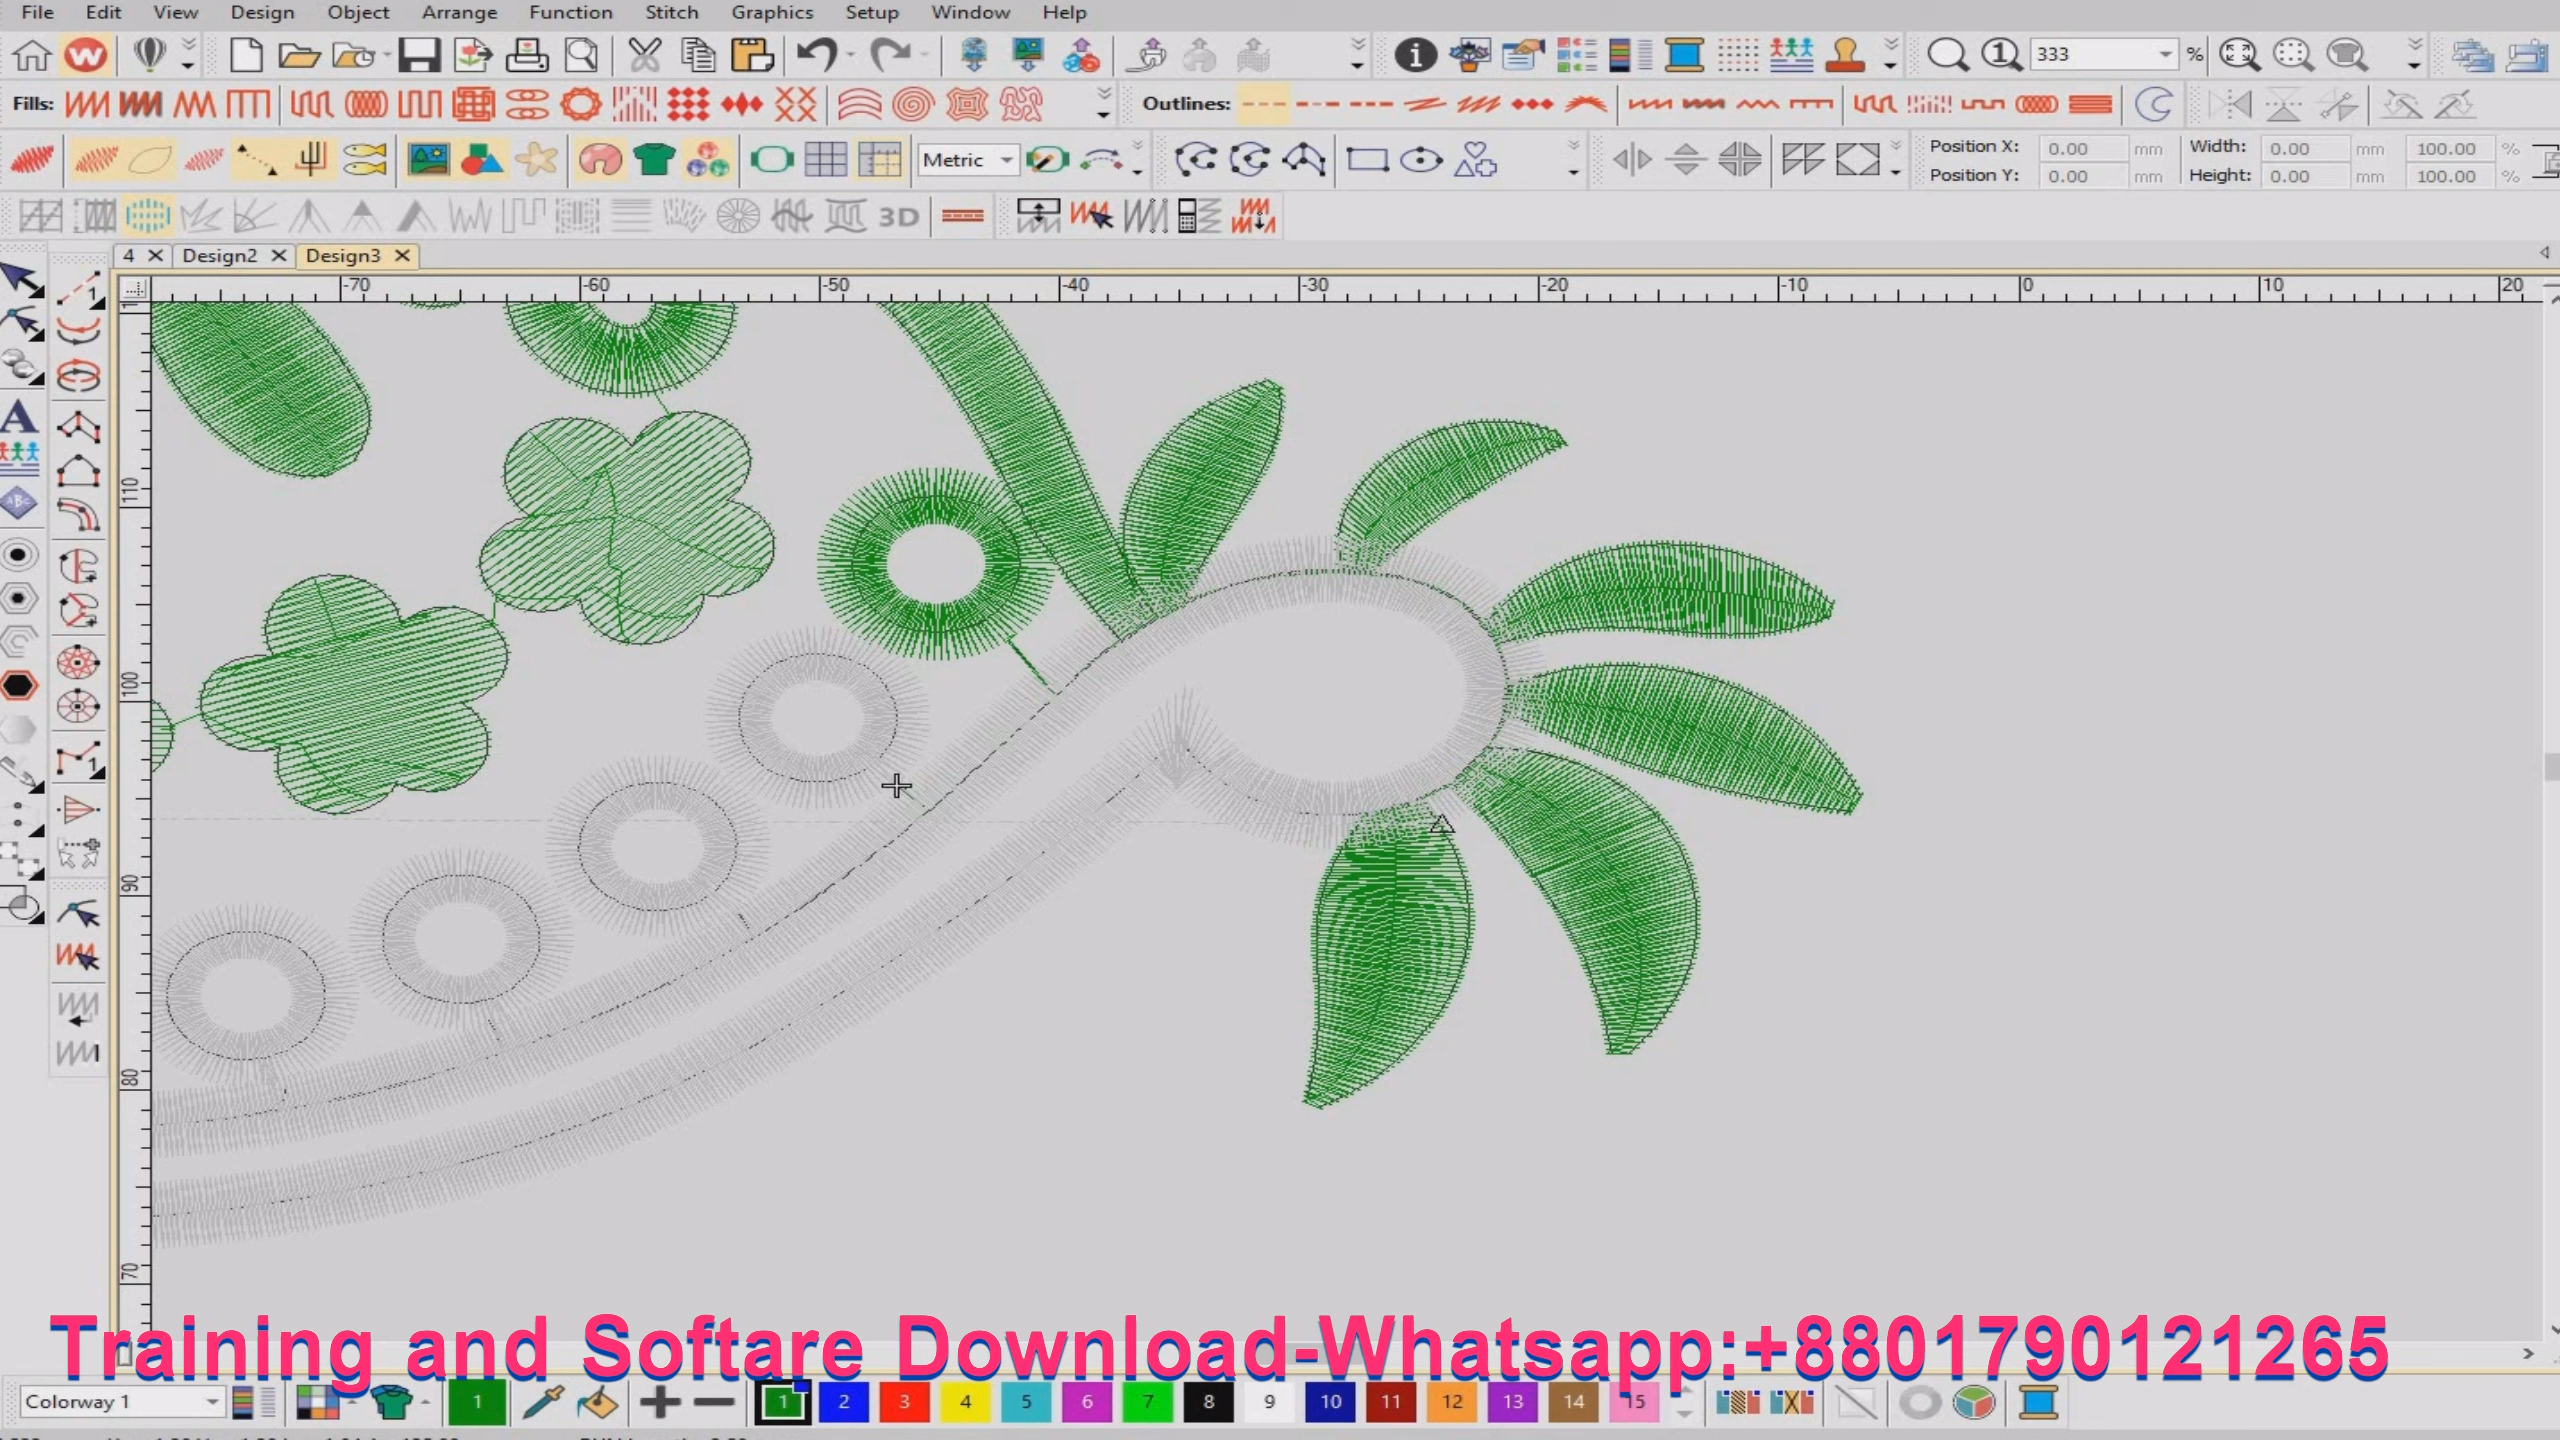 File Edit View Design Object Arrange Function Stitch Graphics Setup Window Help
333 %
Fills: Outlines:
Metric
Position X: 0.00 mm Width: 0.00 mm 100.00 %
Position Y: 0.00 mm Height: 0.00 mm 100.00 %
3D
4 Design2 Design3
-70 -60 -50 -40 -30 -20 -10 0 10 20
110
100
90
80
70
Training and Softare Download-Whatsapp:+8801790121265
Colorway 1 1 1 2 3 4 5 6 7 8 9 10 11 12 13 14 15